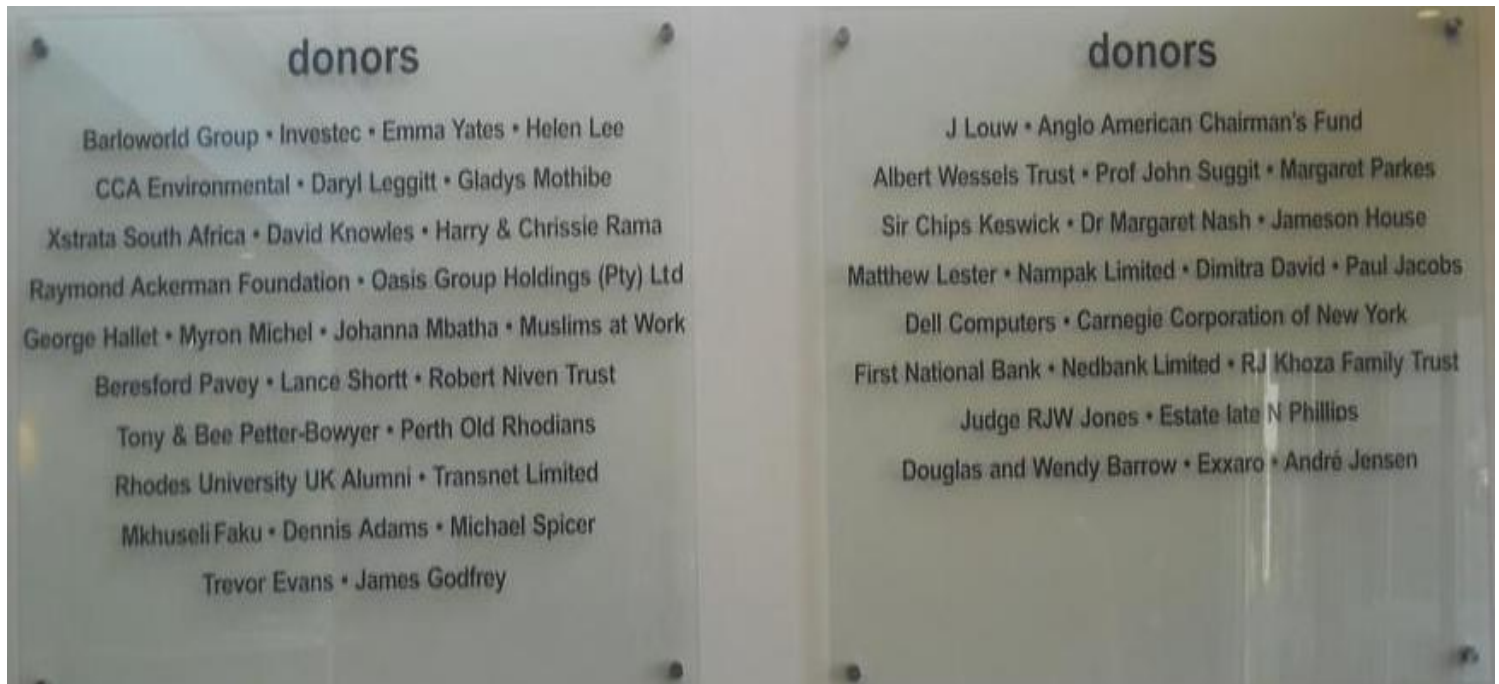 donors
Barloworld Group • Investec • Emma Yates • Helen Lee
CCA Environmental • Daryl Leggitt • Gladys Mothibe
Xstrata South Africa • David Knowles • Harry & Chrissie Rama
Raymond Ackerman Foundation • Oasis Group Holdings (Pty) Ltd
George Hallet • Myron Michel • Johanna Mbatha • Muslims at Work
Beresford Pavey • Lance Shortt • Robert Niven Trust
Tony & Bee Petter-Bowyer • Perth Old Rhodians
Rhodes University UK Alumni • Transnet Limited
Mkhuseli Faku • Dennis Adams • Michael Spicer
Trevor Evans • James Godfrey
donors
J Louw • Anglo American Chairman's Fund
Albert Wessels Trust • Prof John Suggit • Margaret Parkes
Sir Chips Keswick • Dr Margaret Nash • Jameson House
Matthew Lester • Nampak Limited • Dimitra David • Paul Jacobs
Dell Computers • Carnegie Corporation of New York
First National Bank • Nedbank Limited • RJ Khoza Family Trust
Judge RJW Jones • Estate late N Phillips
Douglas and Wendy Barrow • Exxaro • André Jensen